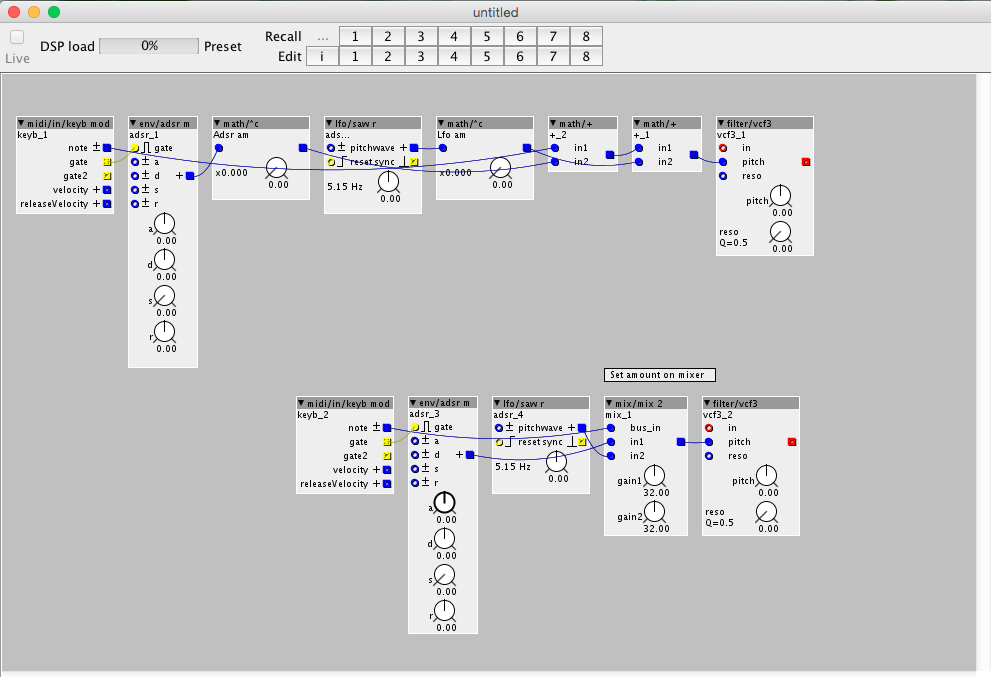 untitled
Live
DSP load
0%
Preset
Recall ... 1 2 3 4 5 6 7 8
Edit i 1 2 3 4 5 6 7 8
midi/in/keyb mod
keyb_1
note ±
gate
gate2
velocity +
releaseVelocity +
env/adsr m
adsr_1
gate
± a
± d +
± s
± r
a
0.00
d
0.00
s
0.00
r
0.00
math/*c
Adsr am
x0.000
0.00
lfo/saw r
ads...
± pitch wave +
reset sync
5.15 Hz
0.00
math/*c
Lfo am
x0.000
0.00
math/+
+_2
in1
in2
math/+
+_1
in1
in2
filter/vcf3
vcf3_1
in
pitch
reso
pitch
0.00
reso
Q=0.5
0.00
Set amount on mixer
midi/in/keyb mod
keyb_2
note ±
gate
gate2
velocity +
releaseVelocity +
env/adsr m
adsr_3
gate
± a
± d +
± s
± r
a
0.00
d
0.00
s
0.00
r
0.00
lfo/saw r
adsr_4
± pitch wave +
reset sync
5.15 Hz
0.00
mix/mix 2
mix_1
bus_in
in1
in2
gain1
32.00
gain2
32.00
filter/vcf3
vcf3_2
in
pitch
reso
pitch
0.00
reso
Q=0.5
0.00